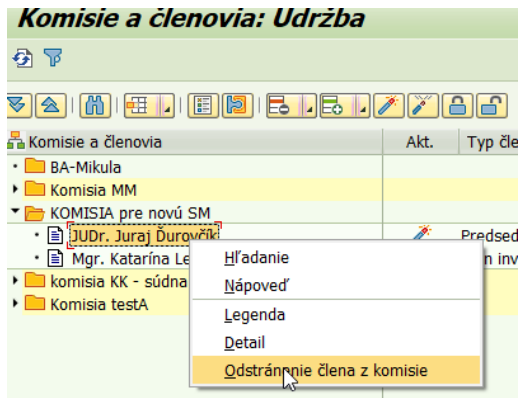 Komisie a členovia: Údržba
Komisie a členovia Akt. Typ čle
BA-Mikula
Komisia MM
KOMISIA pre novú SM
JUDr. Juraj Ďurovčík Predsed
Mgr. Katarína Le n inv
komisia KK - súdna
Komisia testA
Hľadanie
Nápoveď
Legenda
Detail
Odstránenie člena z komisie